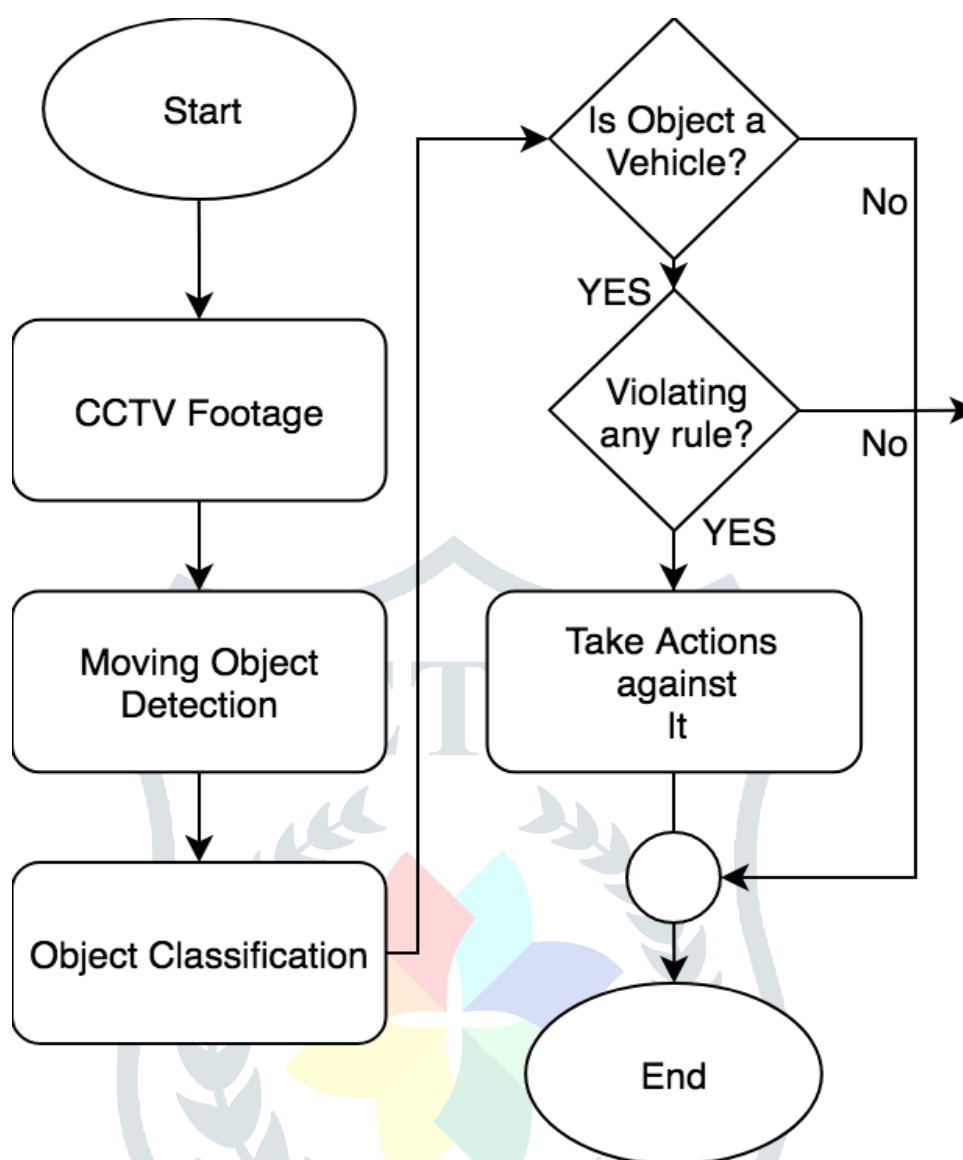 Start
CCTV Footage
Moving Object
Detection
Object Classification
Is Object a
Vehicle?
No
YES
Violating
any rule?
No
YES
Take Actions
against
It
End